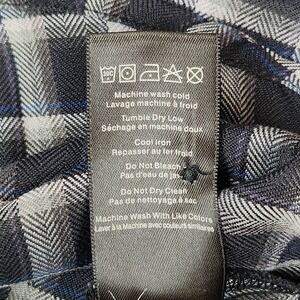 Machine wash cold
Lavage machine à froid
Tumble Dry Low
Séchage en machine doux
Cool iron
Repasser au fer froid
Do Not Bleach
Pas d'eau de
Do Not Dry Clean
Pas de nettoyage à sec
Machine Wash With Like Colors
Laver à la Machine avec couleurs similaires